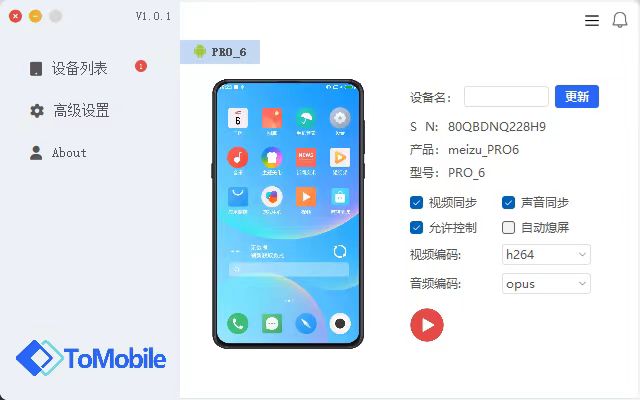 V1.0.1
设备列表
1
高级设置
About
ToMobile
PRO_6
设备名：
更新
S N: 80QBDNQ228H9
产品： meizu_PRO6
型号： PRO_6
视频同步
声音同步
允许控制
自动熄屏
视频编码: h264
音频编码: opus
6
NEWS